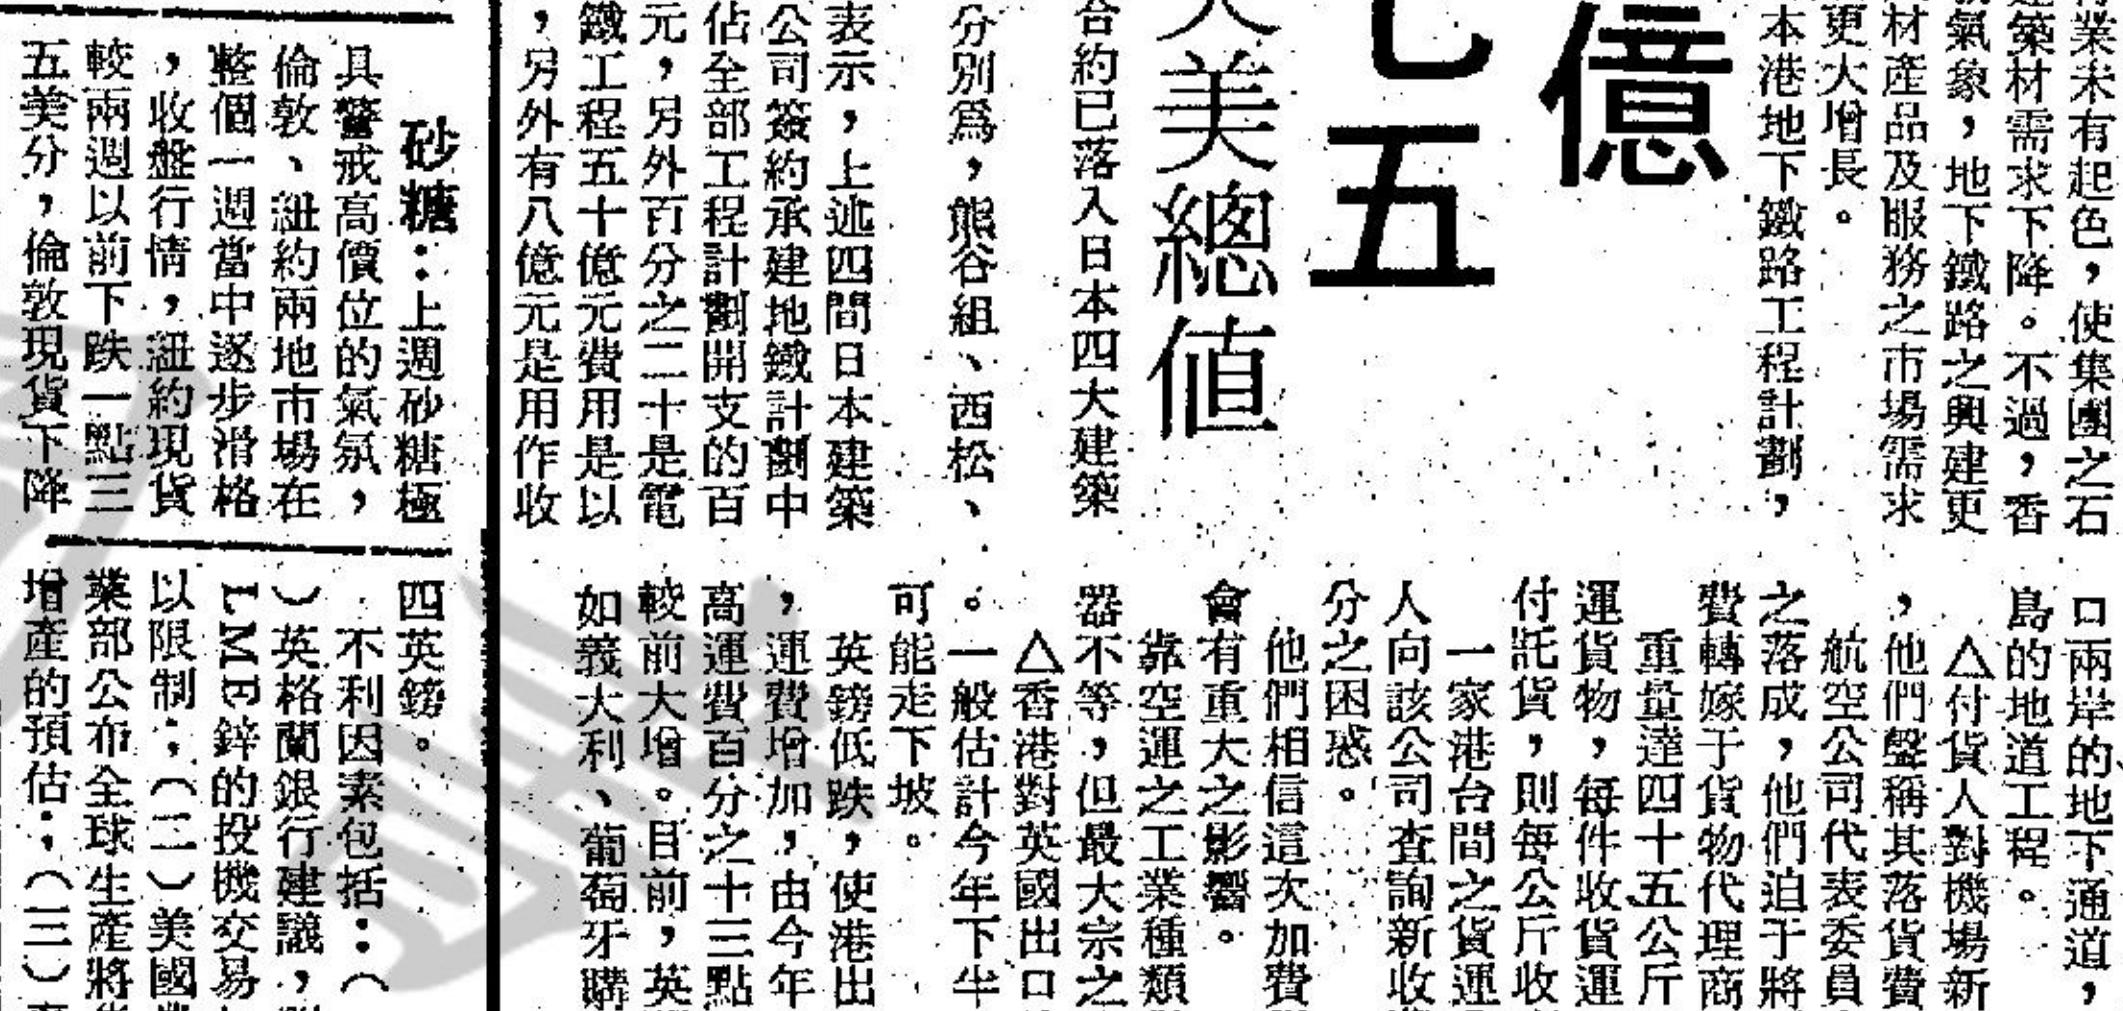 業未有起色，使集團之石
築材需求下降。不過，香
氣象，地下鐵路之興建更
材產品及服務之市場需求
更大增長。
本港地下鐵路工程計劃，
億
七五
美總值
合約已落入日本四大建築
分別為，熊谷組、西松、
表示，上述四間日本建築
公司簽約承建地鐵計劃中
佔全部工程計劃開支的百
元，另外百分之二十是電
鐵工程五十億元費用是以
，另外有八億元是用作收
口兩岸的地下通道，
島的地道工程。
△付貨人對機場新
，他們聲稱其落貨費
航空公司代表委員
之落成，他們迫于將
費轉嫁于貨物代理商
重量達四十五公斤
運貨物，每件收貨運
付託貨，則每公斤收
一家港台間之貨運
人向該公司查詢新收
分之困惑。
他們相信這次加費
會有重大之影響。
靠空運之工業種類
器不等，但最大宗之
△香港對英國出口
。一般估計今年下半
可能走下坡。
英鎊低跌，使港出
，運費增加，由今年
高運費百分之十三點
較前大增。目前，英
如義大利、葡萄牙購
砂糖：上週砂糖極
具警戒高價位的氣氛，
倫敦、紐約兩地市場在
整個一週當中逐步滑格
，收盤行情，紐約現貨
較兩週以前下跌一點三
五美分，倫敦現貨下降
四英鎊。
不利因素包括：（
）英格蘭銀行建議，
LME鋅的投機交易
以限制；（二）美國
業部公布全球生產將
增產的預估；（三）